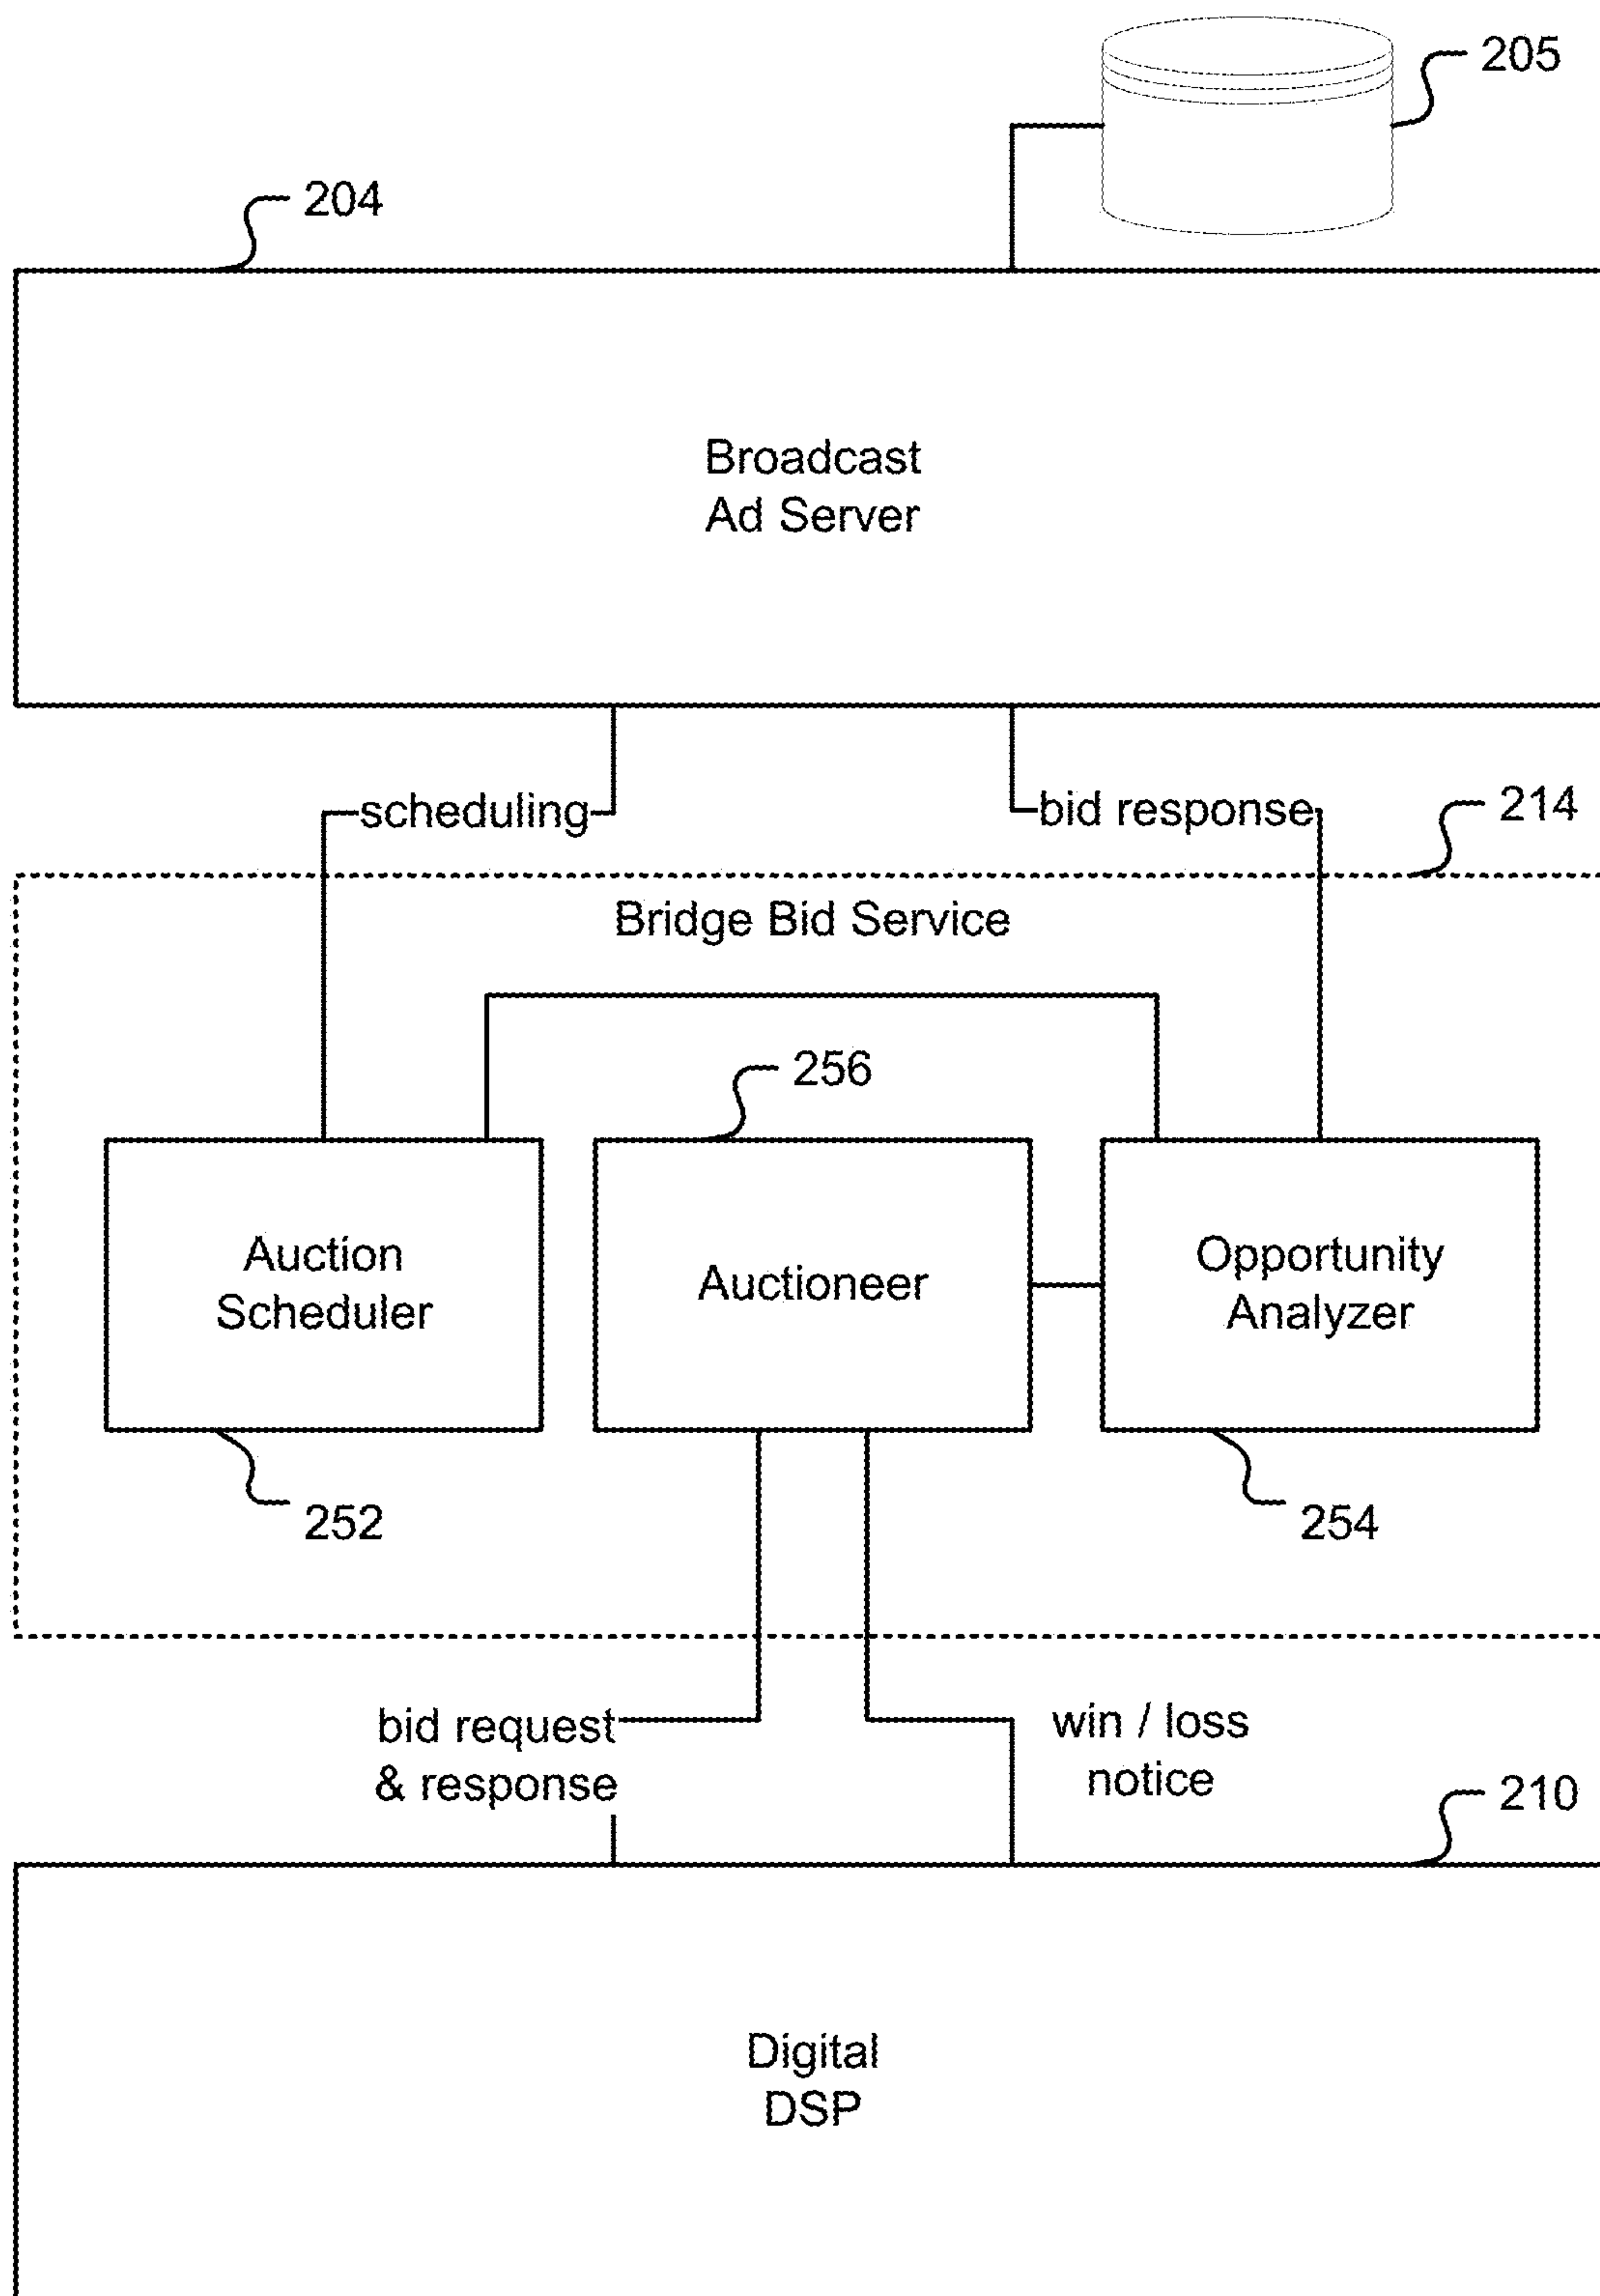 205
204
Broadcast
Ad Server
scheduling
bid response
214
Bridge Bid Service
256
Auction
Scheduler
Auctioneer
Opportunity
Analyzer
252
254
bid request
& response
win / loss
notice
210
Digital
DSP